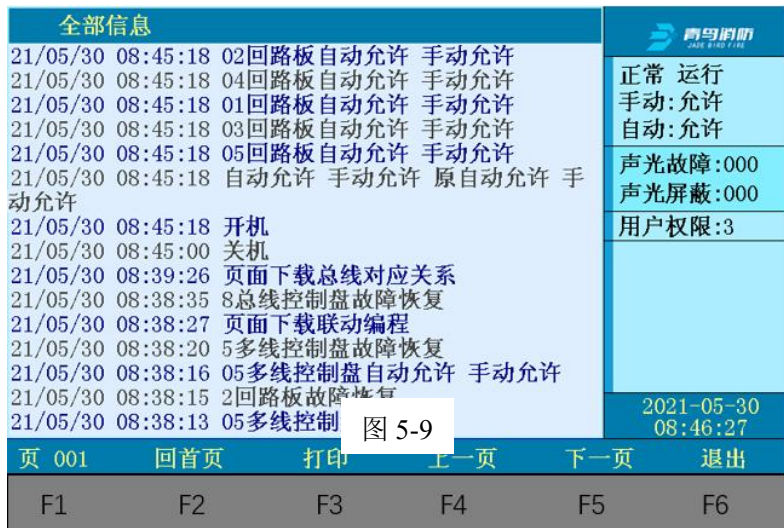 全部信息
21/05/30 08:45:18 02回路板自动允许 手动允许
21/05/30 08:45:18 04回路板自动允许 手动允许
21/05/30 08:45:18 01回路板自动允许 手动允许
21/05/30 08:45:18 03回路板自动允许 手动允许
21/05/30 08:45:18 05回路板自动允许 手动允许
21/05/30 08:45:18 自动允许 手动允许 原自动允许 手
动允许
21/05/30 08:45:18 开机
21/05/30 08:45:00 关机
21/05/30 08:39:26 页面下载总线对应关系
21/05/30 08:38:35 8总线控制盘故障恢复
21/05/30 08:38:27 页面下载联动编程
21/05/30 08:38:20 5多线控制盘故障恢复
21/05/30 08:38:16 05多线控制盘自动允许 手动允许
21/05/30 08:38:15 2回路板故障恢复
21/05/30 08:38:13 05多线控制
图 5-9
青鸟消防
JADE BIRD FIRE
正常 运行
手动:允许
自动:允许
声光故障:000
声光屏蔽:000
用户权限:3
2021-05-30
08:46:27
页 001 回首页 打印 上一页 下一页 退出
F1 F2 F3 F4 F5 F6